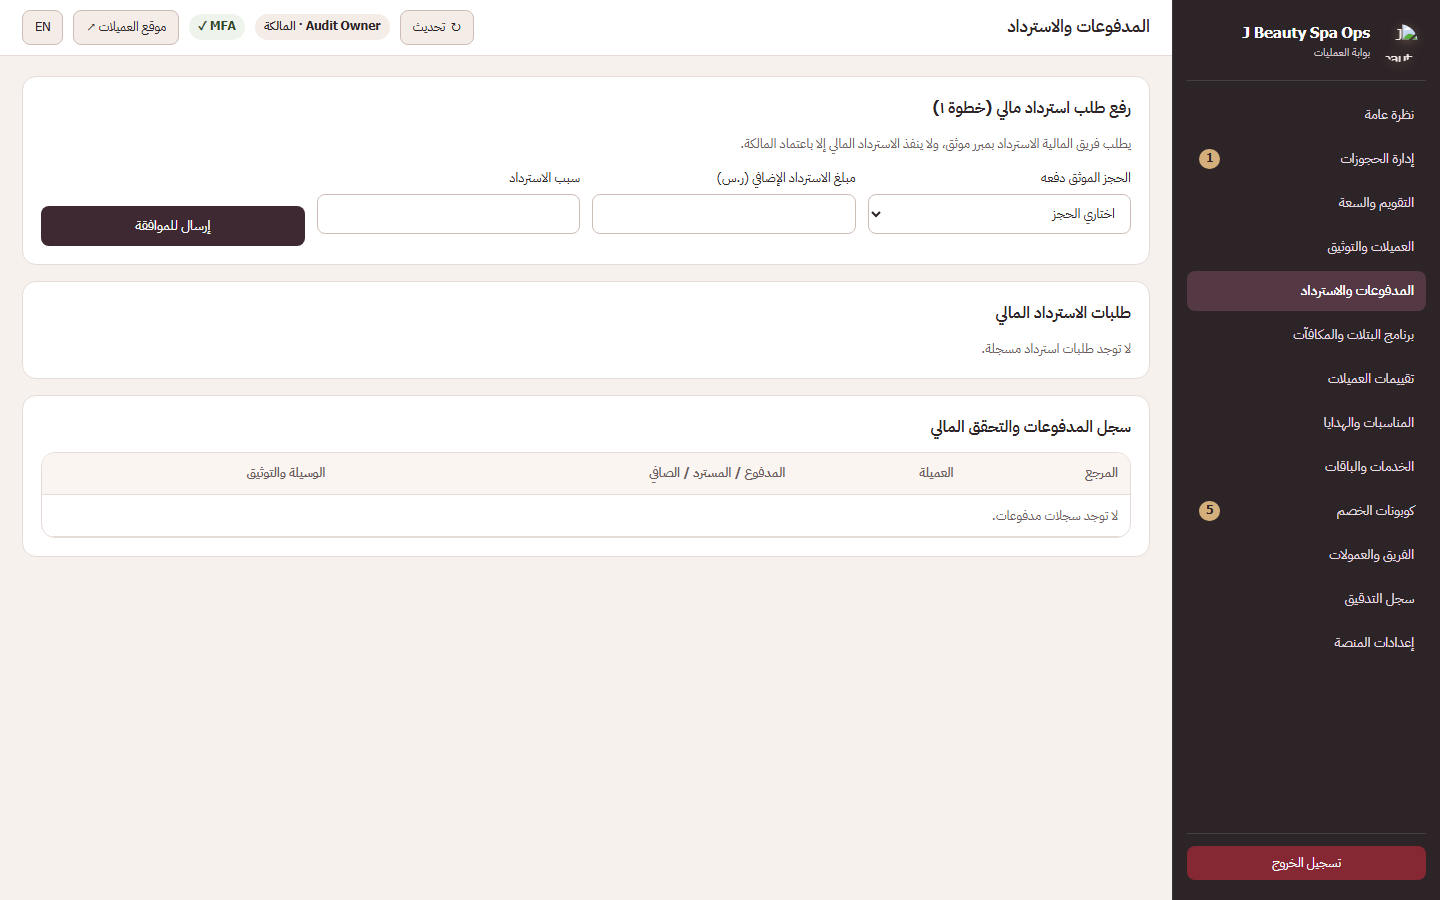 J Beauty Spa Ops
بوابة العمليات
نظرة عامة
إدارة الحجوزات 1
التقويم والسعة
العميلات والتوثيق
المدفوعات والاسترداد
برنامج البتلات والمكافآت
تقييمات العميلات
المناسبات والهدايا
الخدمات والباقات
كوبونات الخصم 5
الفريق والعمولات
سجل التدقيق
إعدادات المنصة
تسجيل الخروج
المدفوعات والاسترداد
↻ تحديث
Audit Owner · المالكة
MFA ✓
موقع العميلات ↗
EN
رفع طلب استرداد مالي (خطوة ١)
يطلب فريق المالية الاسترداد بمبرر موثق، ولا ينفذ الاسترداد المالي إلا باعتماد المالكة.
الحجز الموثق دفعه
اختاري الحجز
مبلغ الاسترداد الإضافي (ر.س)
سبب الاسترداد
إرسال للموافقة
طلبات الاسترداد المالي
لا توجد طلبات استرداد مسجلة.
سجل المدفوعات والتحقق المالي
المرجع العميلة المدفوع / المسترد / الصافي الوسيلة والتوثيق
لا توجد سجلات مدفوعات.